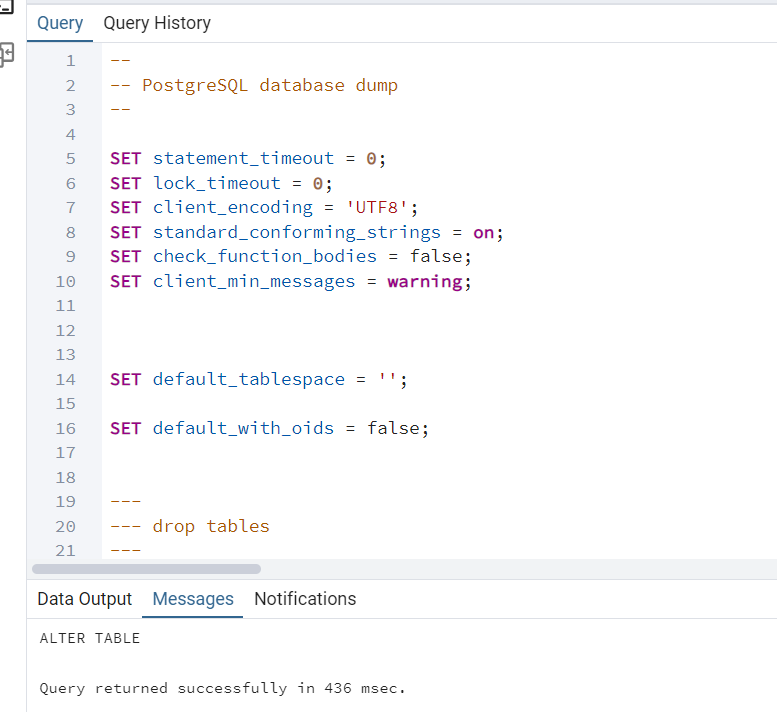 Query Query History
1 --
2 -- PostgreSQL database dump
3 --
4
5 SET statement_timeout = 0;
6 SET lock_timeout = 0;
7 SET client_encoding = 'UTF8';
8 SET standard_conforming_strings = on;
9 SET check_function_bodies = false;
10 SET client_min_messages = warning;
11
12
13
14 SET default_tablespace = '';
15
16 SET default_with_oids = false;
17
18
19 ---
20 --- drop tables
21 ---
Data Output Messages Notifications
ALTER TABLE
Query returned successfully in 436 msec.